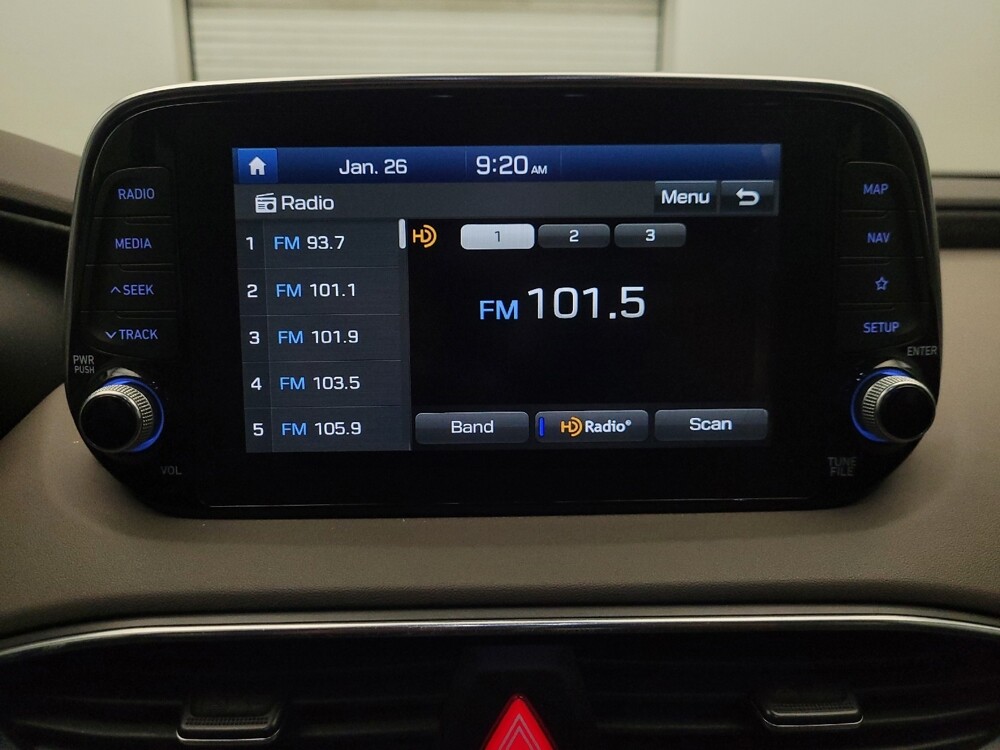 Jan. 26 9:20 AM
Radio Menu
RADIO
MEDIA
SEEK
TRACK
PWR
PUSH
VOL
1 FM 93.7
2 FM 101.1
3 FM 101.9
4 FM 103.5
5 FM 105.9
HD 1 2 3
FM 101.5
Band HD Radio® Scan
MAP
NAV
SETUP
ENTER
TUNE
FILE